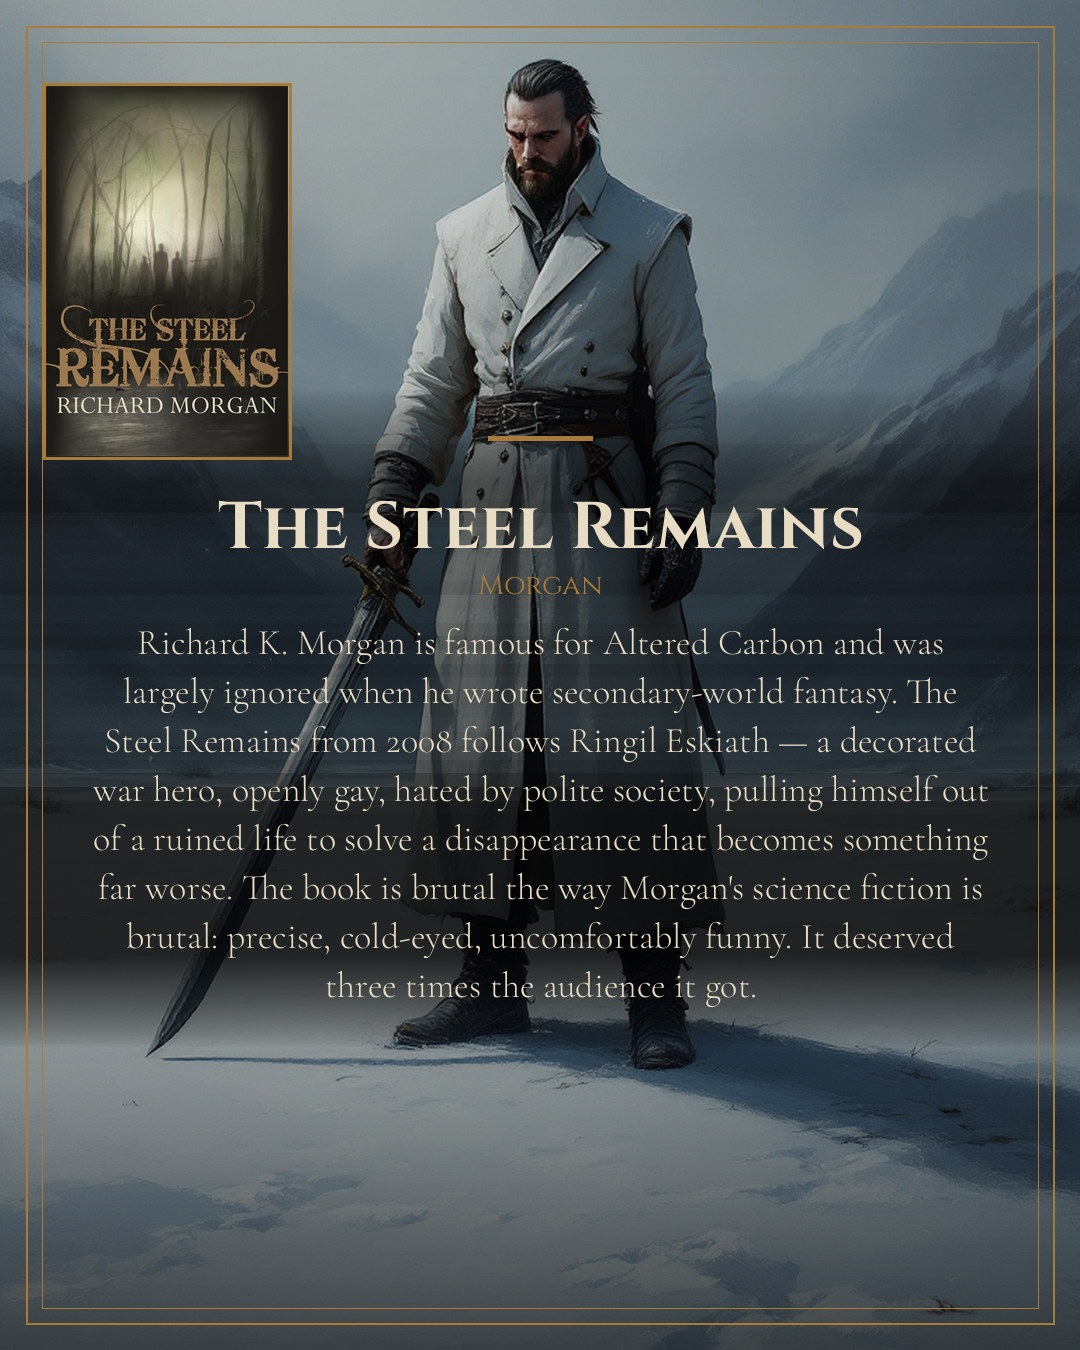 THE STEEL
REMAINS
RICHARD MORGAN
The Steel Remains
Morgan
Richard K. Morgan is famous for Altered Carbon and was
largely ignored when he wrote secondary-world fantasy. The
Steel Remains from 2008 follows Ringil Eskiath — a decorated
war hero, openly gay, hated by polite society, pulling himself out
of a ruined life to solve a disappearance that becomes something
far worse. The book is brutal the way Morgan's science fiction is
brutal: precise, cold-eyed, uncomfortably funny. It deserved
three times the audience it got.